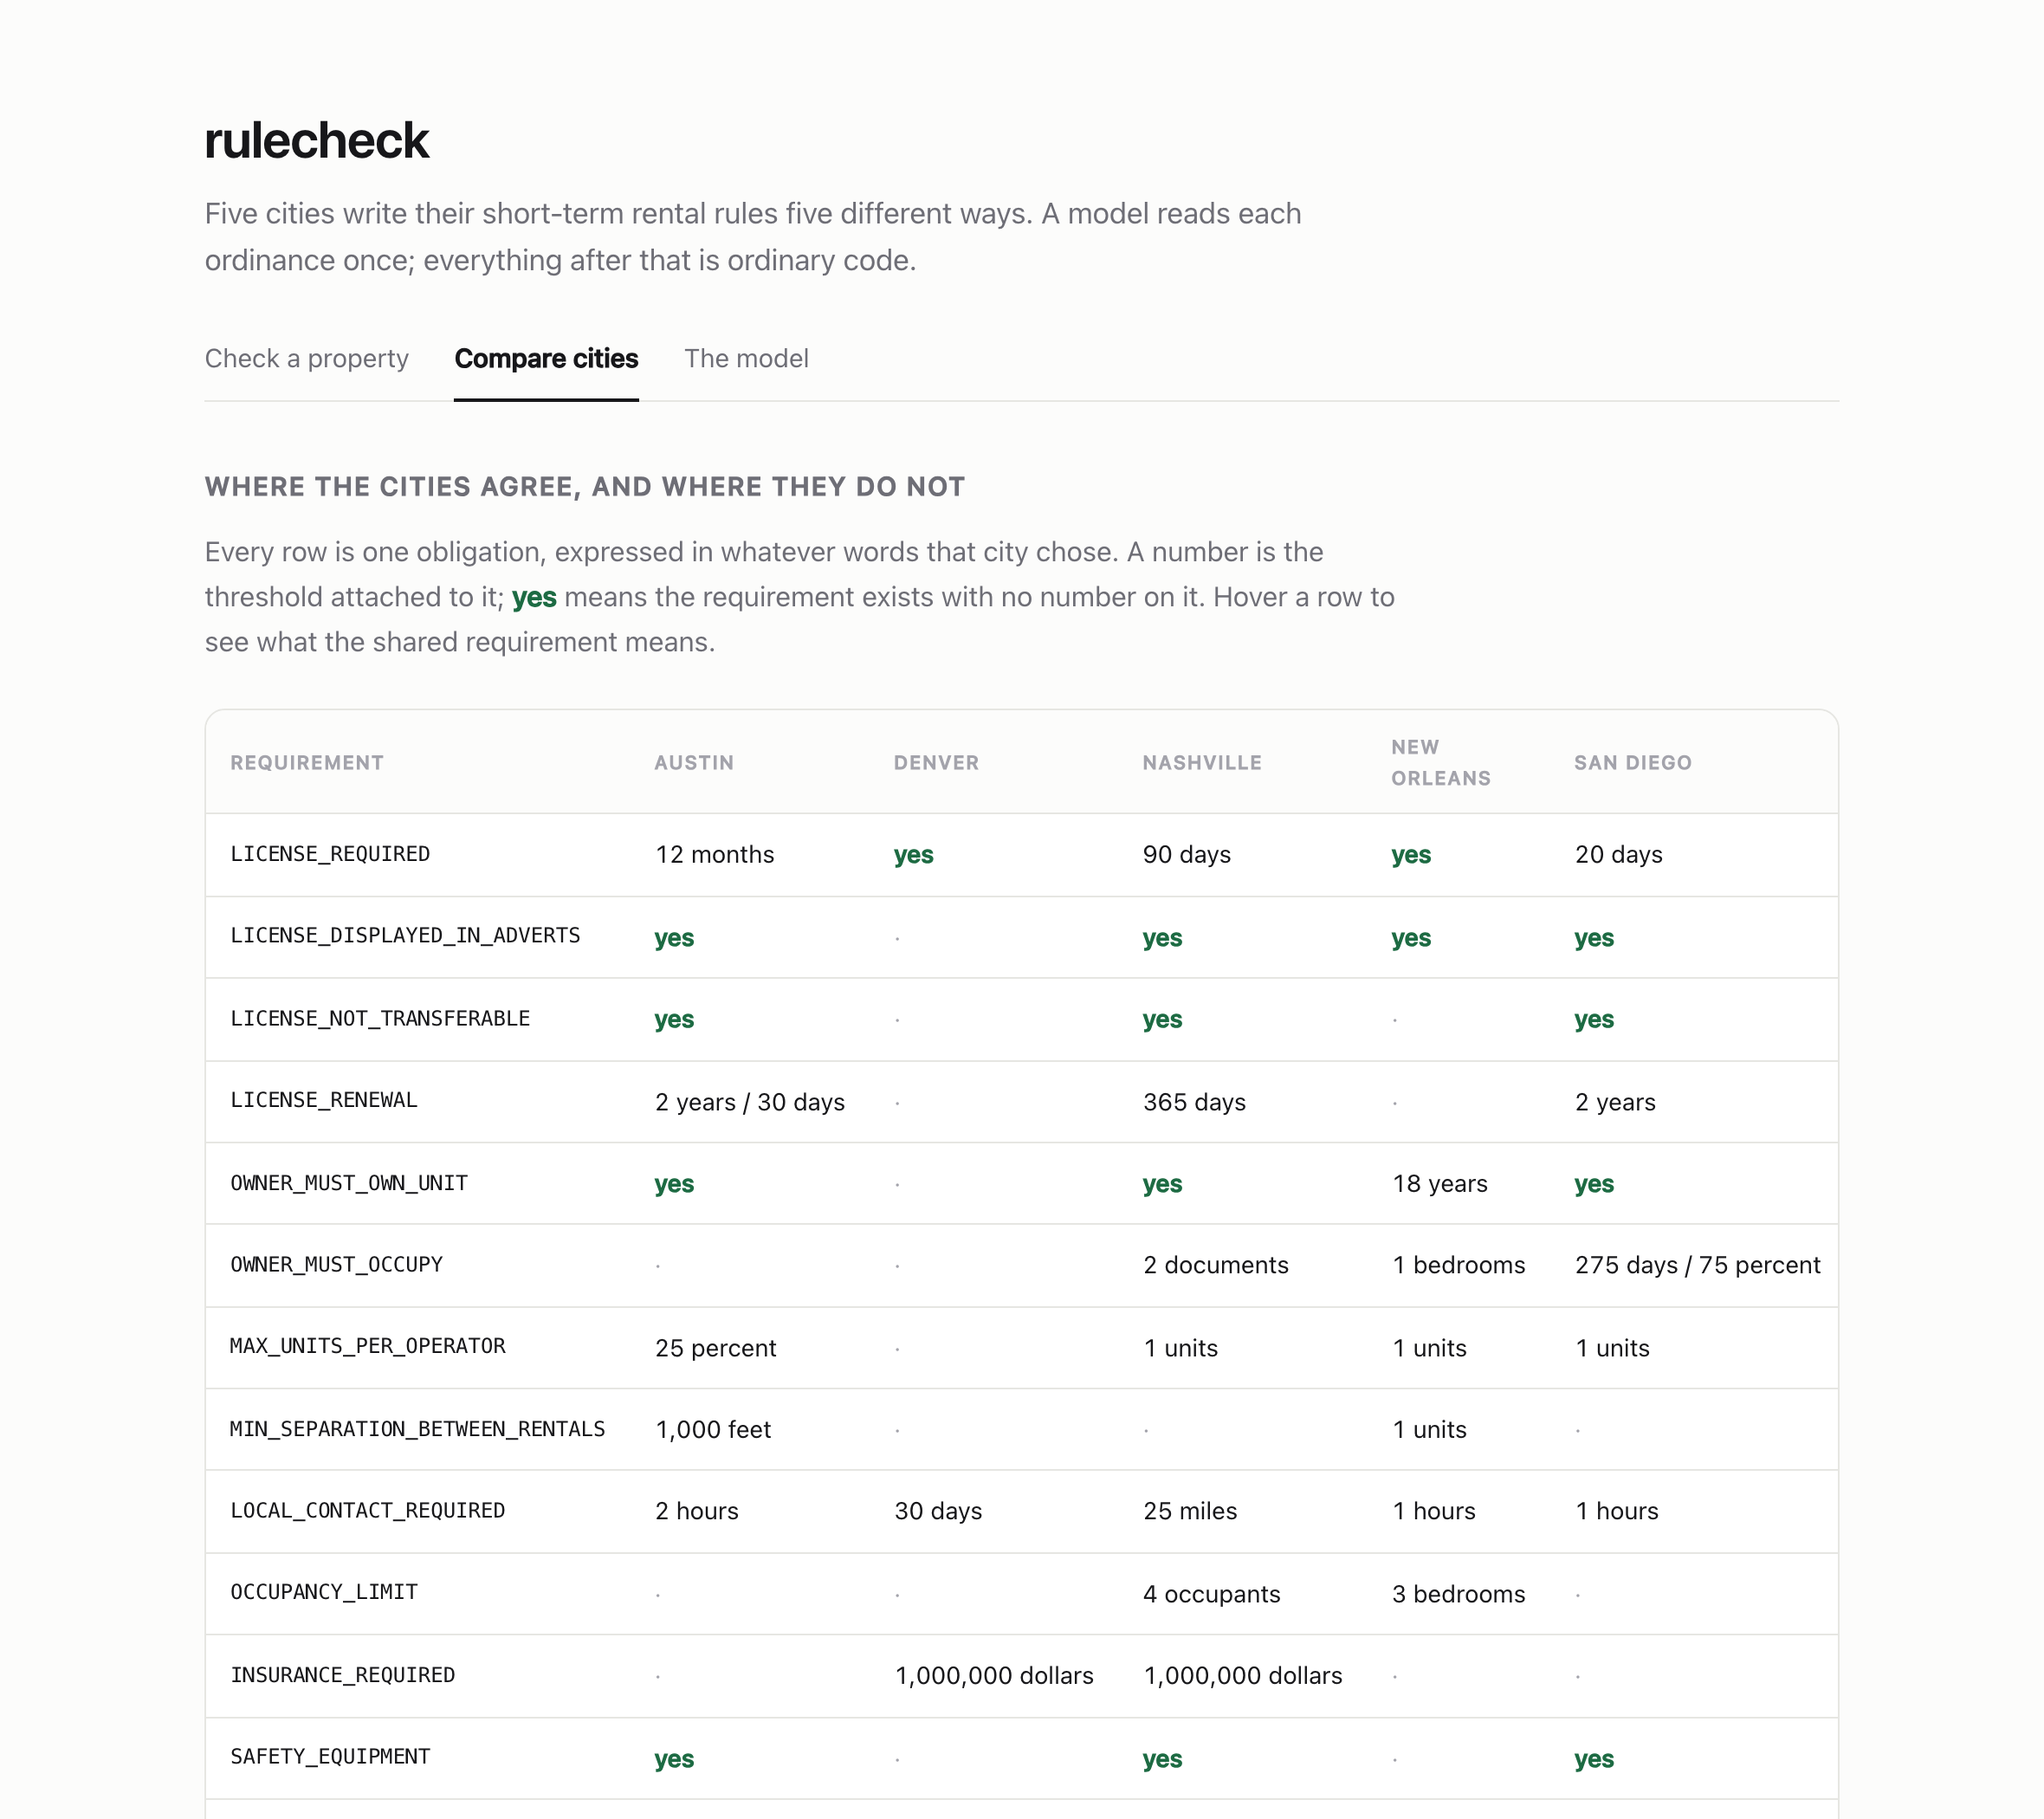 rulecheck
Five cities write their short-term rental rules five different ways. A model reads each
ordinance once; everything after that is ordinary code.
Check a property Compare cities The model
WHERE THE CITIES AGREE, AND WHERE THEY DO NOT
Every row is one obligation, expressed in whatever words that city chose. A number is the
threshold attached to it; yes means the requirement exists with no number on it. Hover a row to
see what the shared requirement means.
REQUIREMENT AUSTIN DENVER NASHVILLE NEW ORLEANS SAN DIEGO
LICENSE_REQUIRED 12 months yes 90 days yes 20 days
LICENSE_DISPLAYED_IN_ADVERTS yes · yes yes yes
LICENSE_NOT_TRANSFERABLE yes · yes · yes
LICENSE_RENEWAL 2 years / 30 days · 365 days · 2 years
OWNER_MUST_OWN_UNIT yes · yes 18 years yes
OWNER_MUST_OCCUPY · · 2 documents 1 bedrooms 275 days / 75 percent
MAX_UNITS_PER_OPERATOR 25 percent · 1 units 1 units 1 units
MIN_SEPARATION_BETWEEN_RENTALS 1,000 feet · · 1 units ·
LOCAL_CONTACT_REQUIRED 2 hours 30 days 25 miles 1 hours 1 hours
OCCUPANCY_LIMIT · · 4 occupants 3 bedrooms ·
INSURANCE_REQUIRED · 1,000,000 dollars 1,000,000 dollars · ·
SAFETY_EQUIPMENT yes · yes · yes